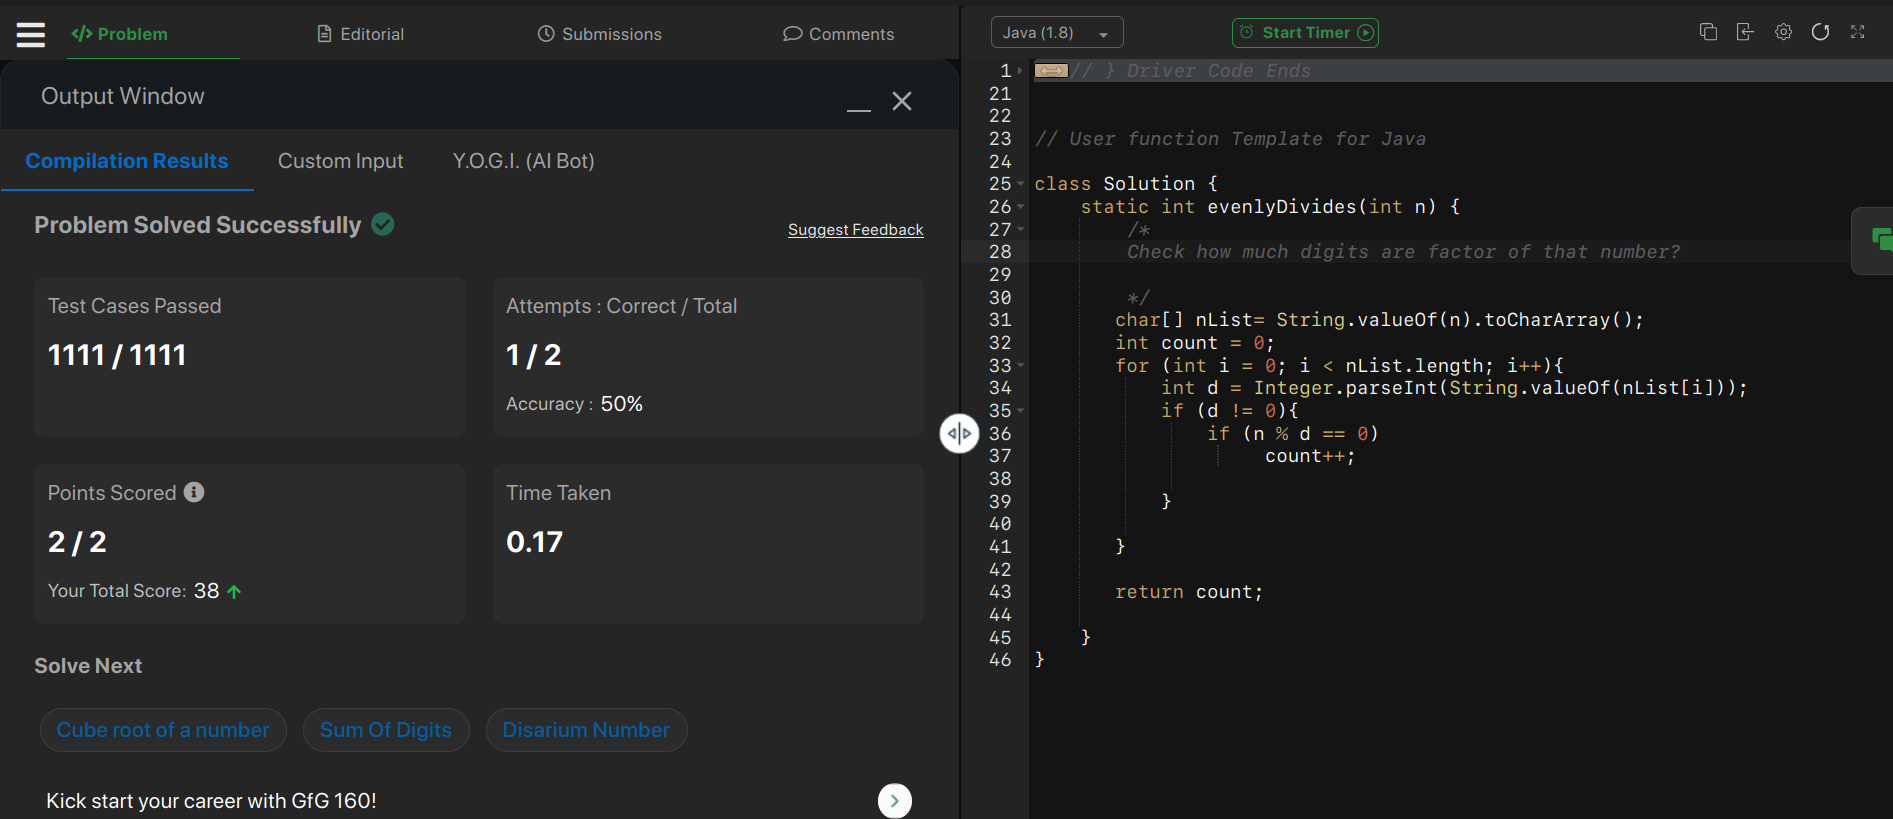 Problem
Editorial
Submissions
Comments
Output Window
Compilation Results
Custom Input
Y.O.G.I. (AI Bot)
Problem Solved Successfully
Suggest Feedback
Test Cases Passed
1111 / 1111
Attempts : Correct / Total
1 / 2
Accuracy : 50%
Points Scored
2 / 2
Your Total Score: 38
Time Taken
0.17
Solve Next
Cube root of a number
Sum Of Digits
Disarium Number
Kick start your career with GfG 160!
Java (1.8)
Start Timer
1 // } Driver Code Ends
21
22
23 // User function Template for Java
24
25 class Solution {
26     static int evenlyDivides(int n) {
27         /*
28         Check how much digits are factor of that number?
29
30         */
31        char[] nList= String.valueOf(n).toCharArray();
32        int count = 0;
33        for (int i = 0; i < nList.length; i++){
34            int d = Integer.parseInt(String.valueOf(nList[i]));
35            if (d != 0){
36                if (n % d == 0)
37                     count++;
38
39            }
40
41        }
42
43        return count;
44
45     }
46 }